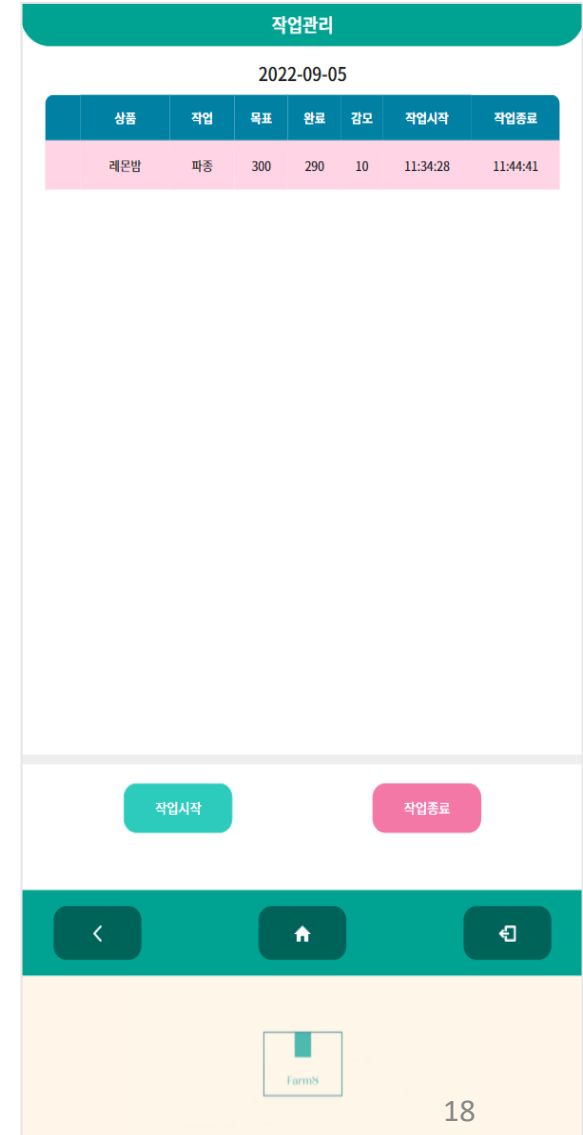 작업관리
2022-09-05
상품 작업 목표 완료 감모 작업시작 작업종료
레몬밤 파종 300 290 10 11:34:28 11:44:41
작업시작 작업종료
Farm8
18